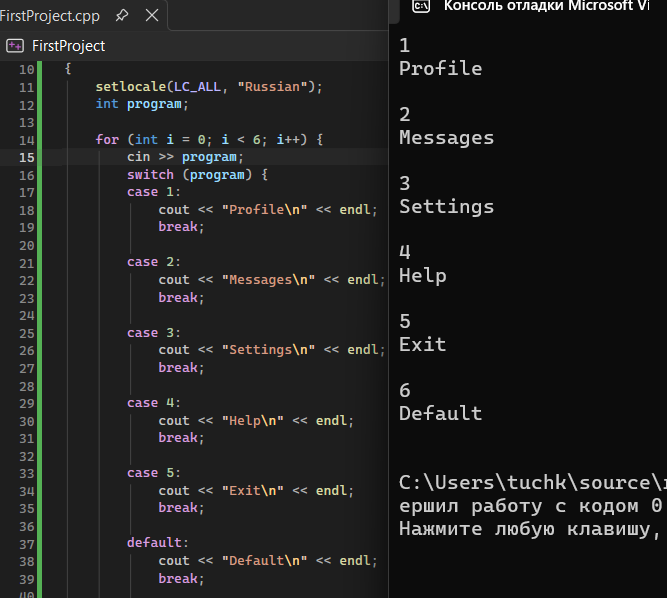 FirstProject.cpp
FirstProject
10 {
11 setlocale(LC_ALL, "Russian");
12 int program;
13
14 for (int i = 0; i < 6; i++) {
15 cin >> program;
16 switch (program) {
17 case 1:
18 cout << "Profile\n" << endl;
19 break;
20
21 case 2:
22 cout << "Messages\n" << endl;
23 break;
24
25 case 3:
26 cout << "Settings\n" << endl;
27 break;
28
29 case 4:
30 cout << "Help\n" << endl;
31 break;
32
33 case 5:
34 cout << "Exit\n" << endl;
35 break;
36
37 default:
38 cout << "Default\n" << endl;
39 break;
40
Консоль отладки Microsoft Vi
1
Profile
2
Messages
3
Settings
4
Help
5
Exit
6
Default
C:\Users\tuchk\source\
ершил работу с кодом 0
Нажмите любую клавишу,